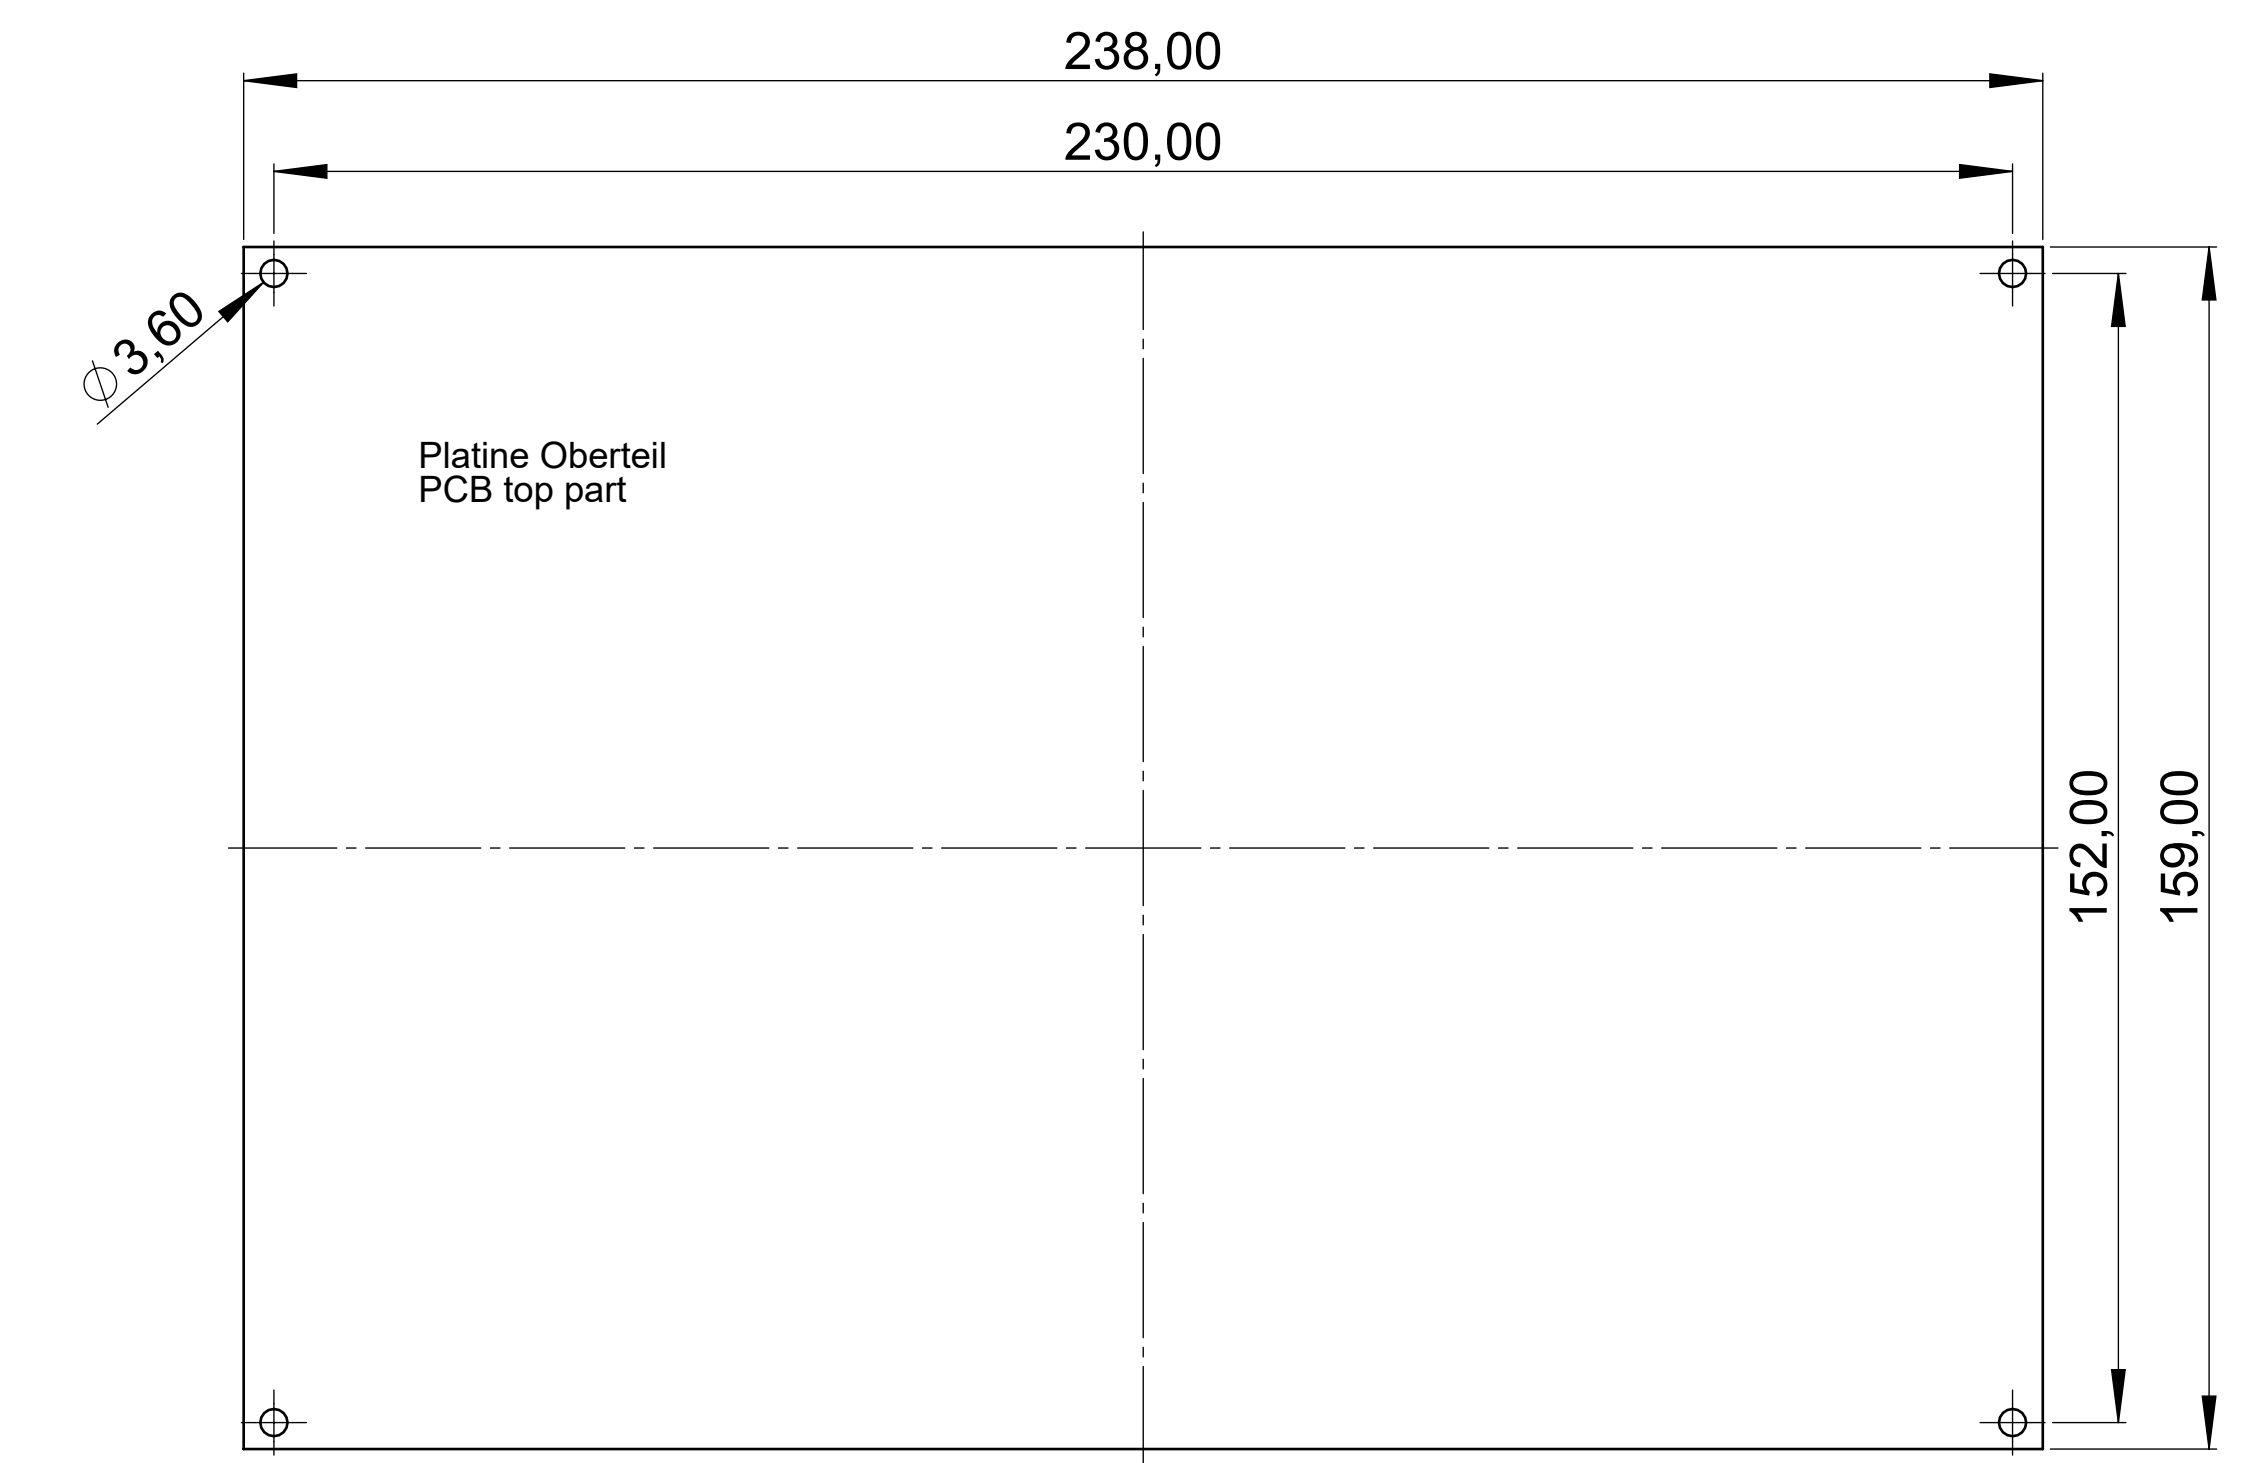 238,00
230,00
⌀ 3,60
Platine Oberteil
PCB top part
152,00
159,00